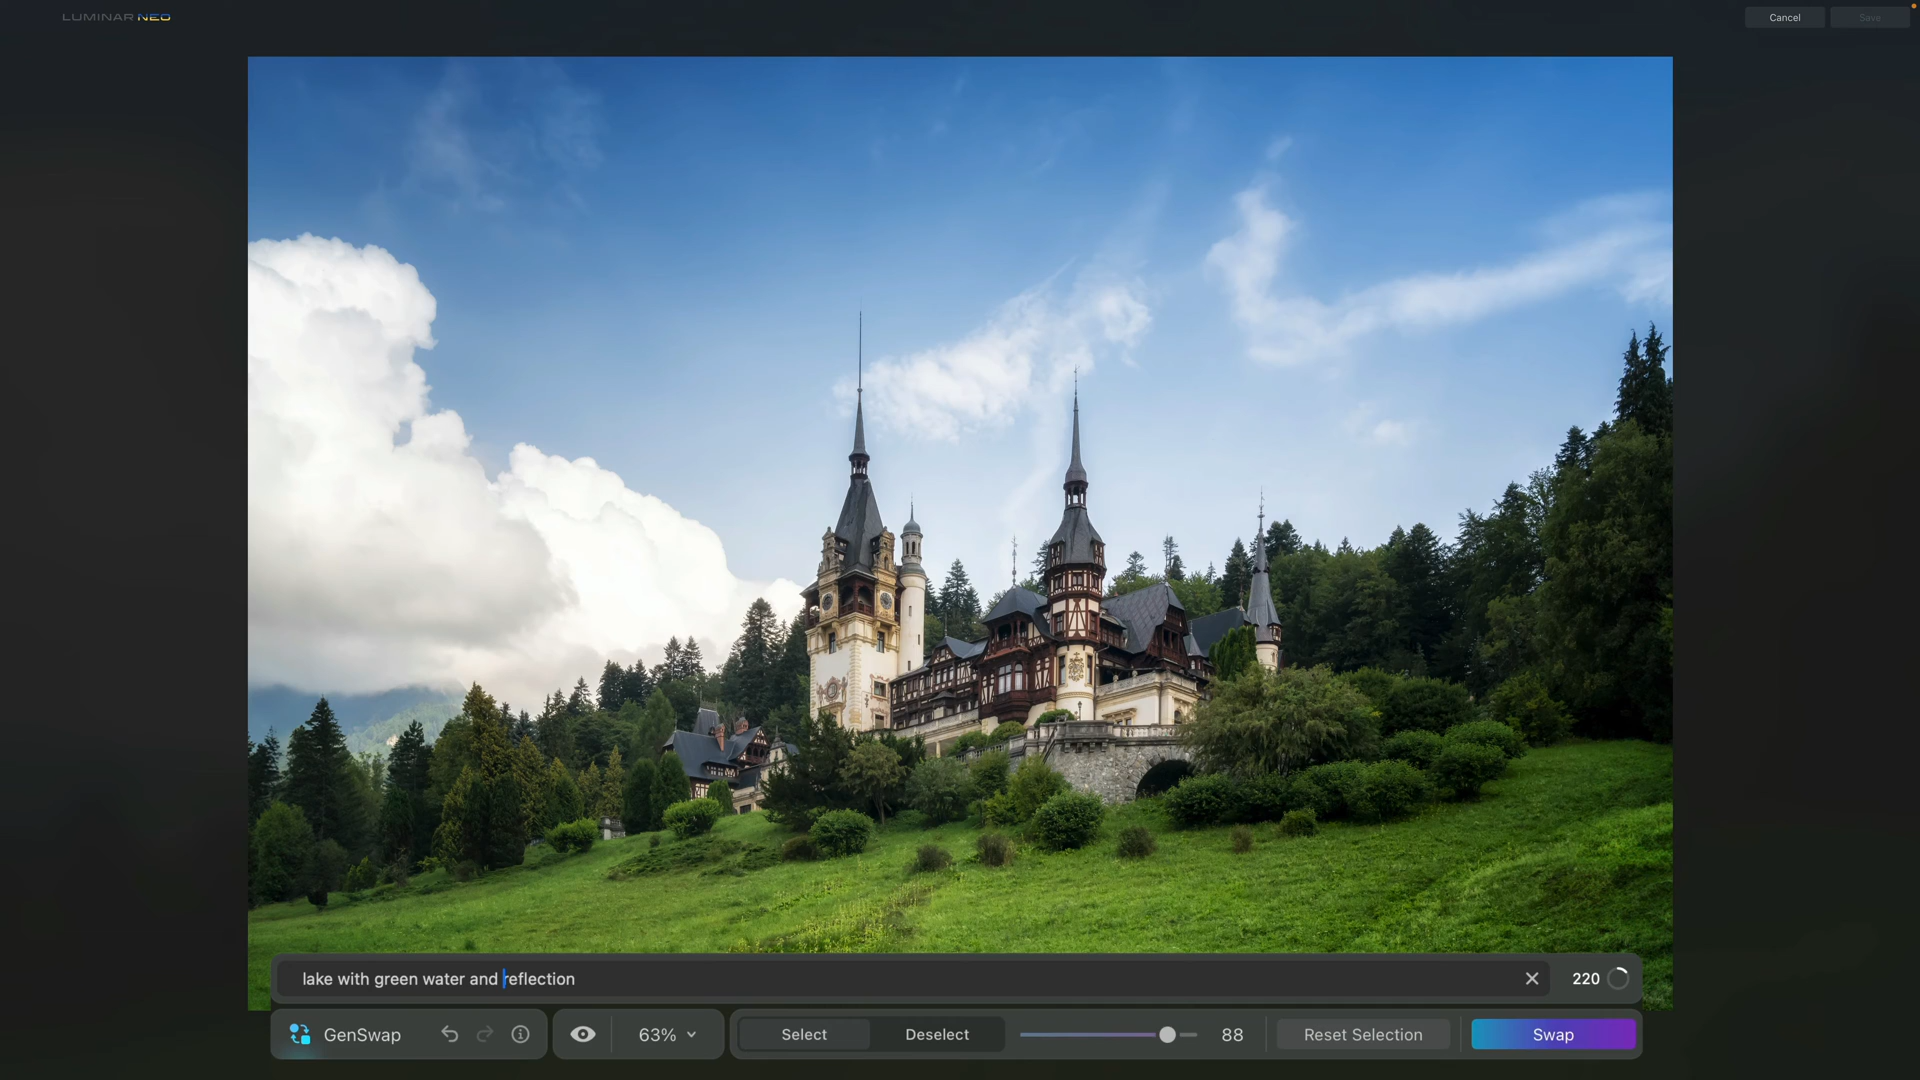 LUMINAR NEO
Cancel
Save
lake with green water and reflection
220
GenSwap
63%
Select
Deselect
88
Reset Selection
Swap